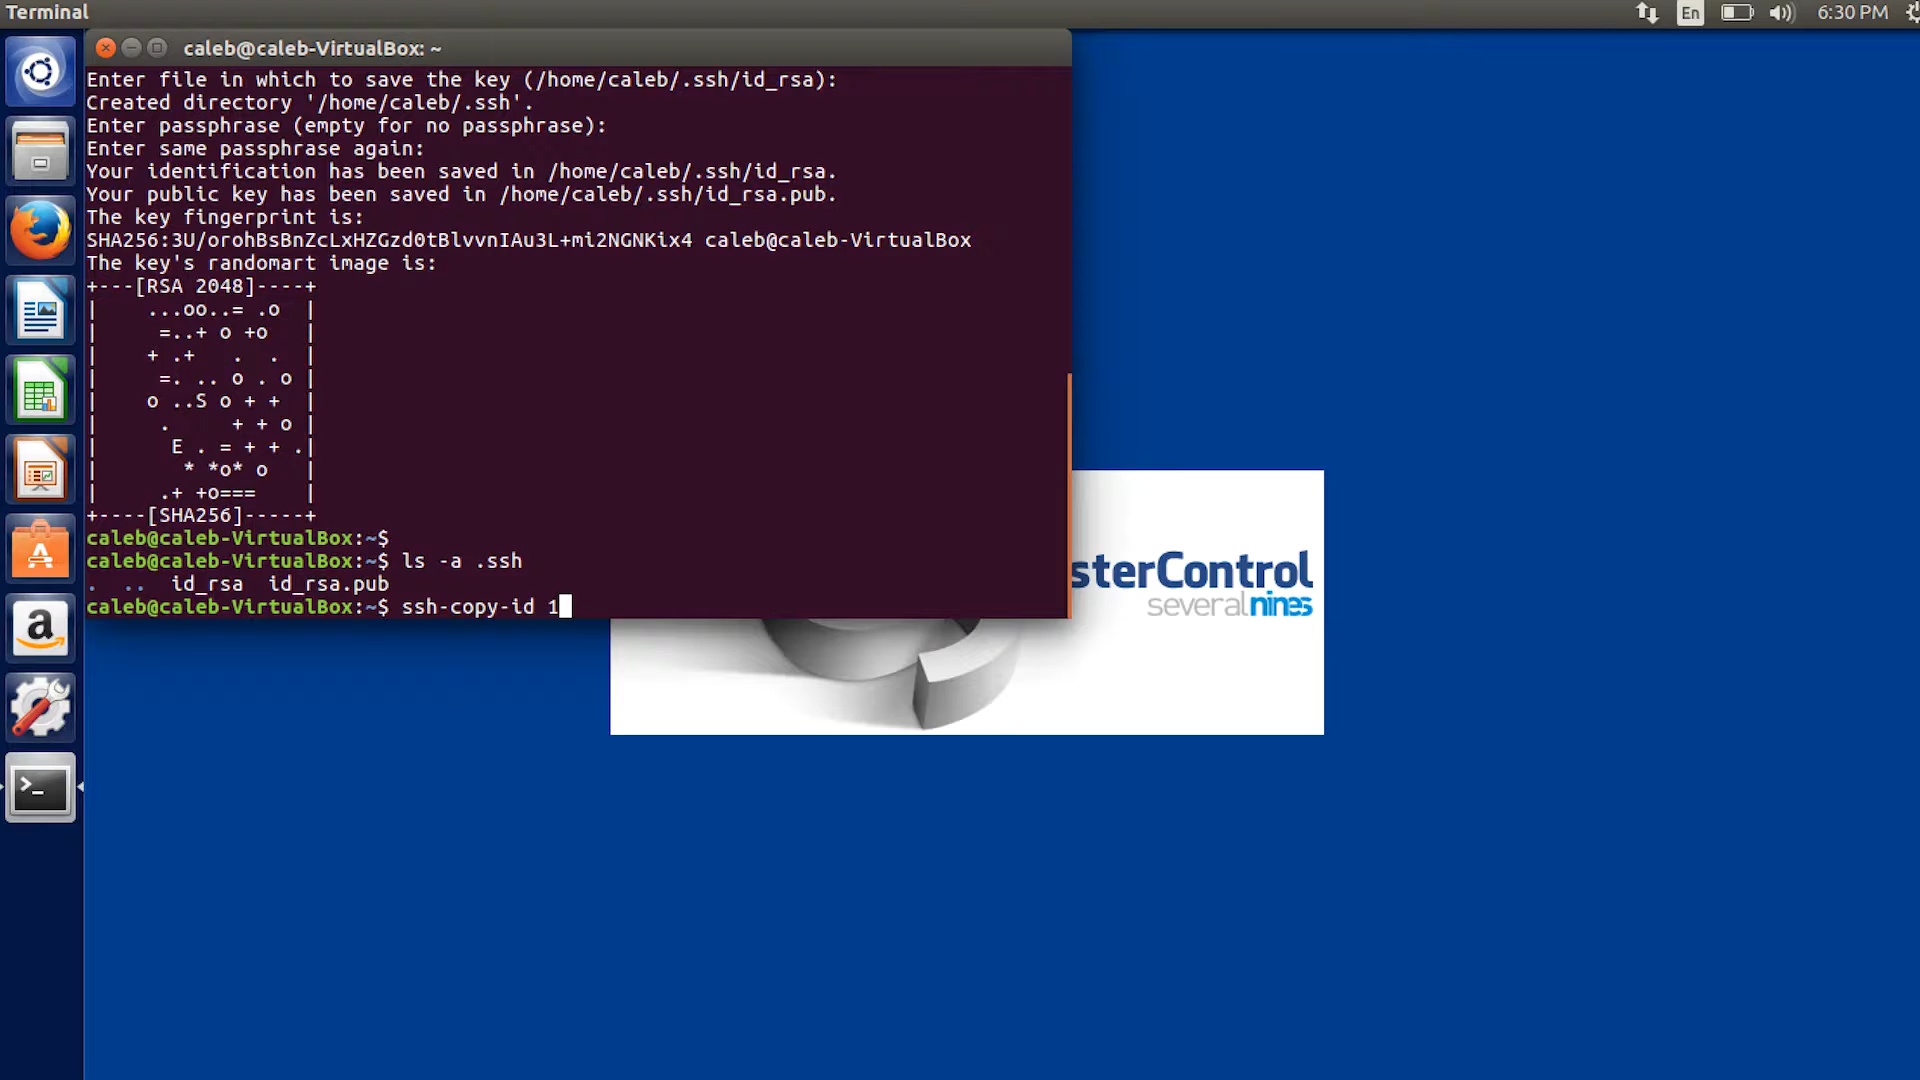 Terminal
En
6:30 PM
caleb@caleb-VirtualBox: ~
Enter file in which to save the key (/home/caleb/.ssh/id_rsa):
Created directory '/home/caleb/.ssh'.
Enter passphrase (empty for no passphrase):
Enter same passphrase again:
Your identification has been saved in /home/caleb/.ssh/id_rsa.
Your public key has been saved in /home/caleb/.ssh/id_rsa.pub.
The key fingerprint is:
SHA256:3U/orohBsBnZcLxHZGzd0tBlvvnIAu3L+mi2NGNKix4 caleb@caleb-VirtualBox
The key's randomart image is:
+---[RSA 2048]----+
|    ...oo..= .o  |
|     =..+ o +o   |
|    + .+   .  .  |
|     =. .. o . o |
|    o ..S o + +  |
|     .     + + o |
|      E . = + + .|
|       * *o* o   |
|     .+ +o===    |
+----[SHA256]-----+
caleb@caleb-VirtualBox:~$
caleb@caleb-VirtualBox:~$ ls -a .ssh
.  ..  id_rsa  id_rsa.pub
caleb@caleb-VirtualBox:~$ ssh-copy-id 1
sterControl
severalnines